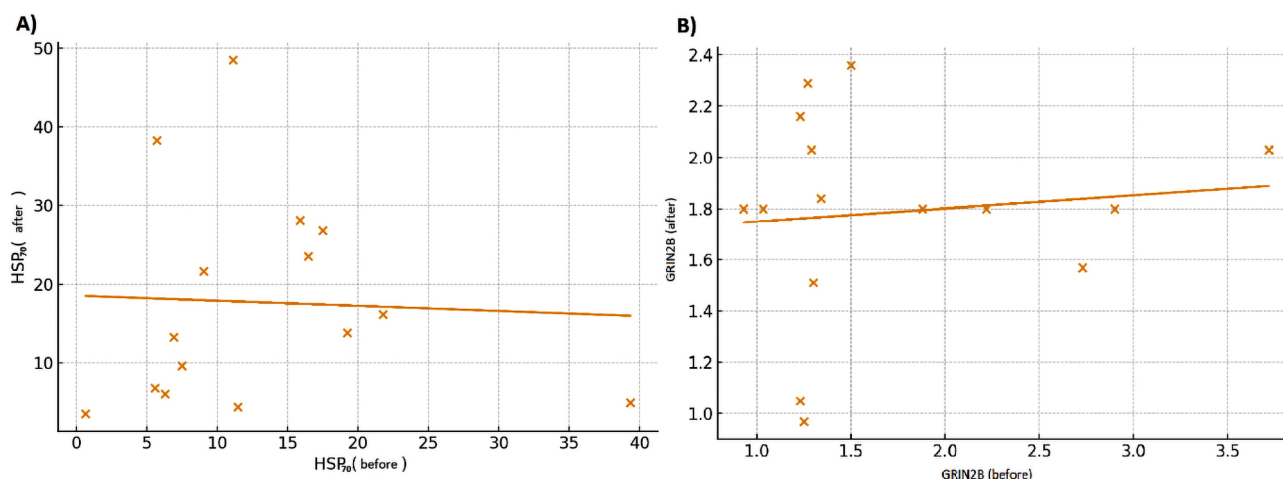 A)
50
40
30
20
10
0 5 10 15 20 25 30 35 40
HSP70( after )
HSP70( before )
B)
2.4
2.2
2.0
1.8
1.6
1.4
1.2
1.0
1.0 1.5 2.0 2.5 3.0 3.5
GRIN2B (after)
GRIN2B (before)